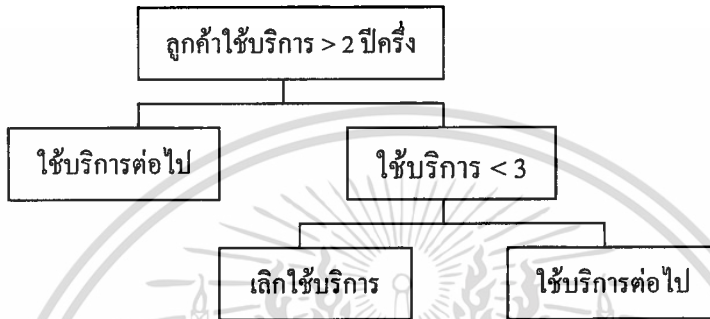 ลูกค้าใช้บริการ > 2 ปีครึ่ง
ใช้บริการต่อไป
ใช้บริการ < 3
เลิกใช้บริการ
ใช้บริการต่อไป